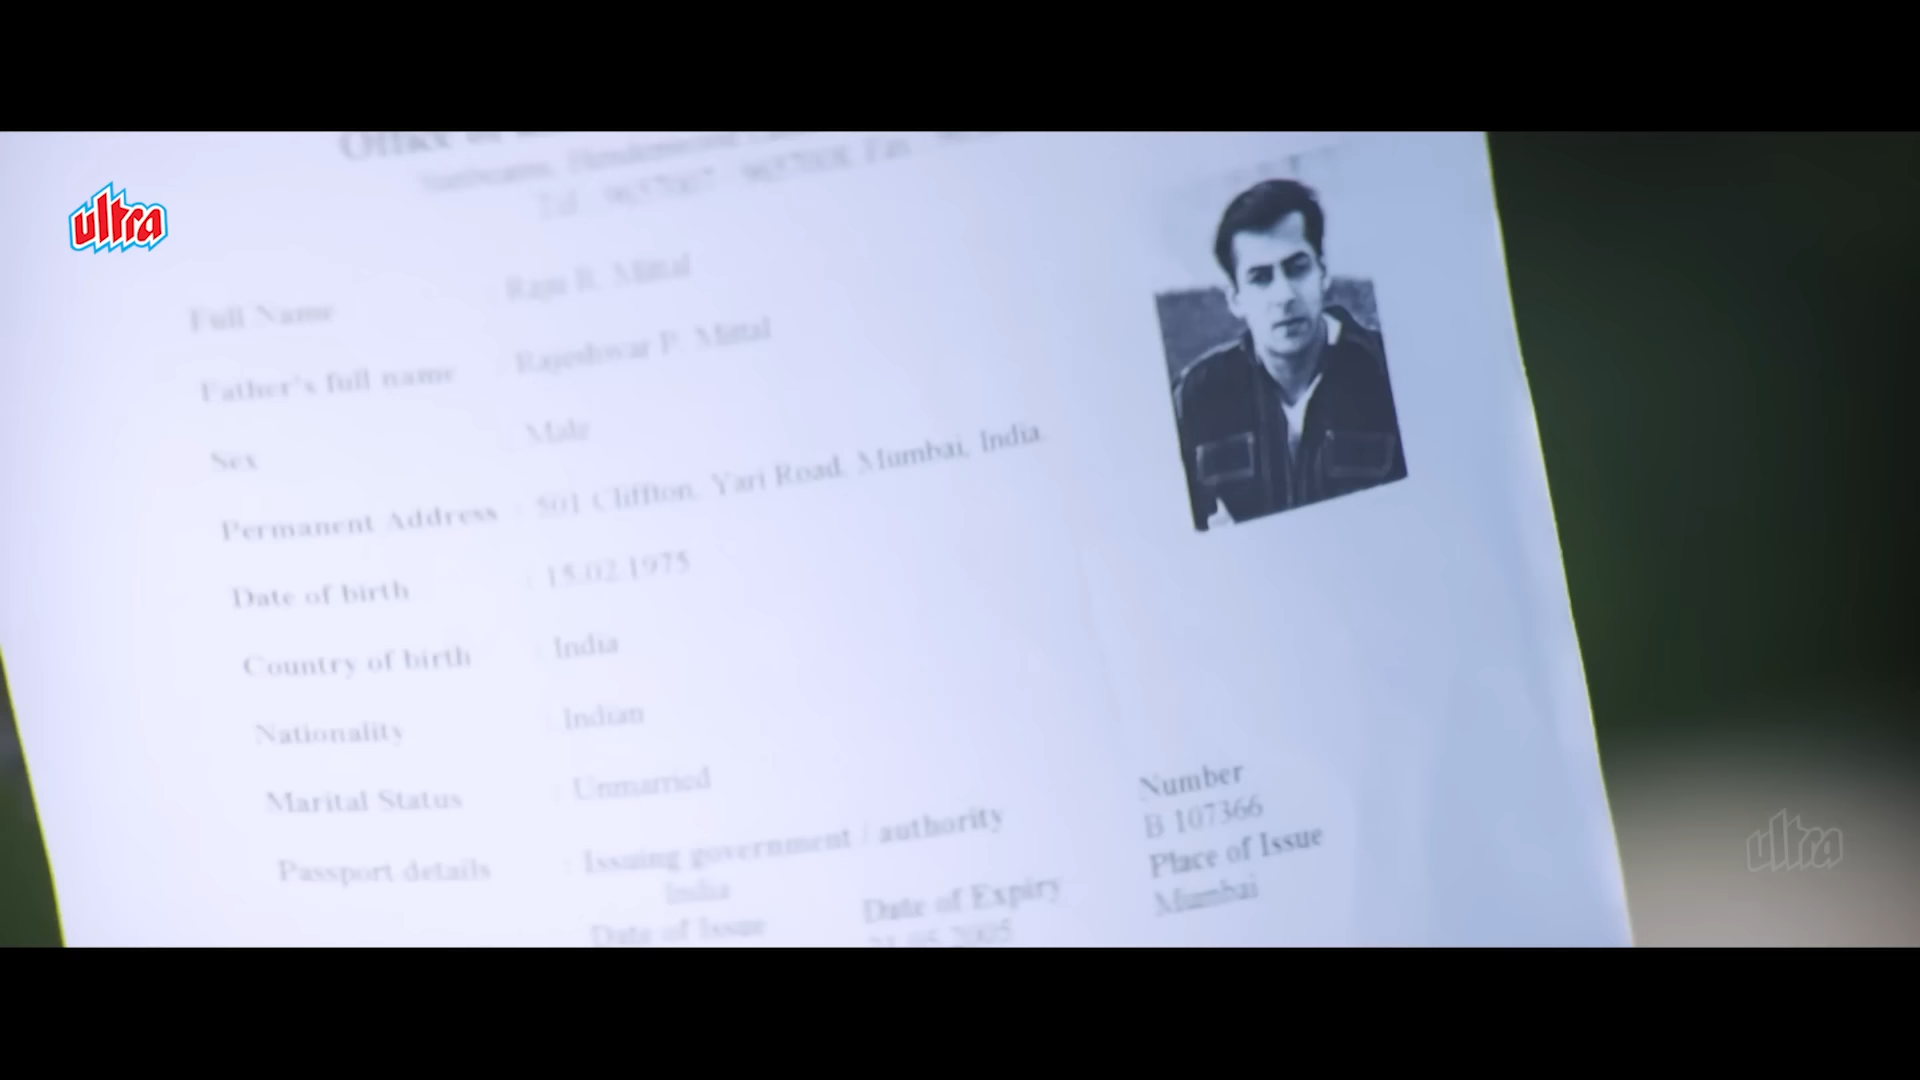 ultra
Office of
Full Name : Raju R. Mittal
Father's full name : Rajeshwar P. Mittal
Sex Male
Permanent Address : 501 Cliffton, Yari Road, Mumbai, India.
Date of birth : 15.02.1975
Country of birth : India
Nationality : Indian
Marital Status : Unmarried
Passport details : Issuing government / authority
India
Date of Issue
Date of Expiry
Number
B 107366
Place of Issue
Mumbai
ultra